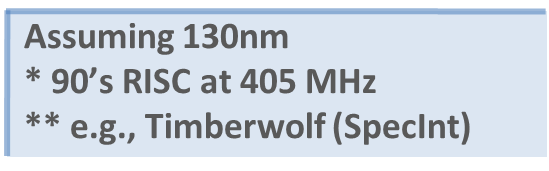 Assuming 130nm
* 90’s RISC at 405 MHz
** e.g., Timberwolf (SpecInt)